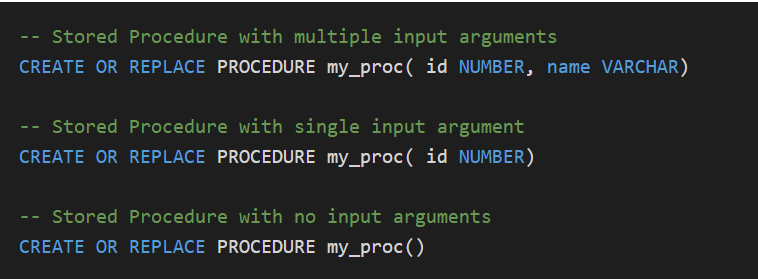 -- Stored Procedure with multiple input arguments
CREATE OR REPLACE PROCEDURE my_proc( id NUMBER, name VARCHAR)
-- Stored Procedure with single input argument
CREATE OR REPLACE PROCEDURE my_proc( id NUMBER)
-- Stored Procedure with no input arguments
CREATE OR REPLACE PROCEDURE my_proc()